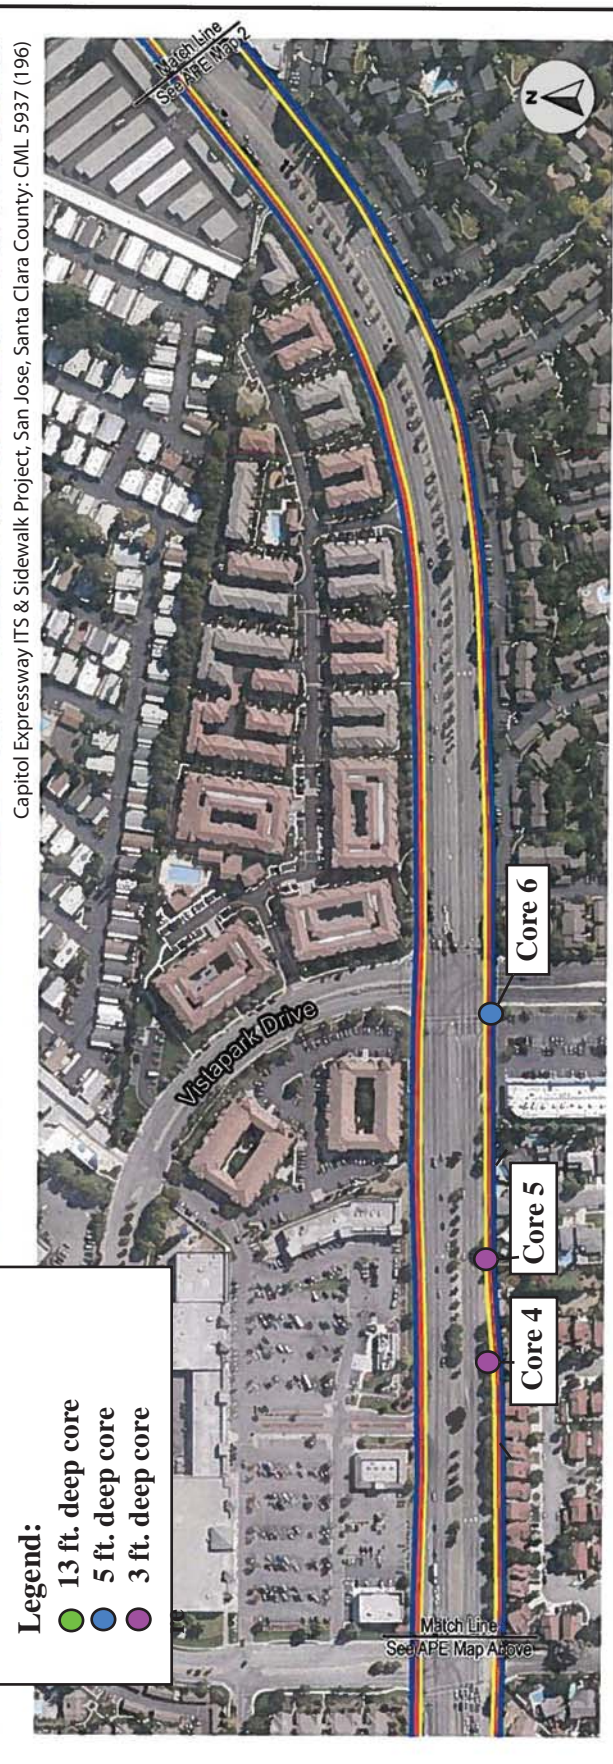 Capitol Expressway ITS & Sidewalk Project, San Jose, Santa Clara County: CML 5937 (196)
Legend:
13 ft. deep core
5 ft. deep core
3 ft. deep core
re
Match Line
See APE Map Above
Vistapark Drive
Core 4
Core 5
Core 6
Match Line
See APE Map 2
N